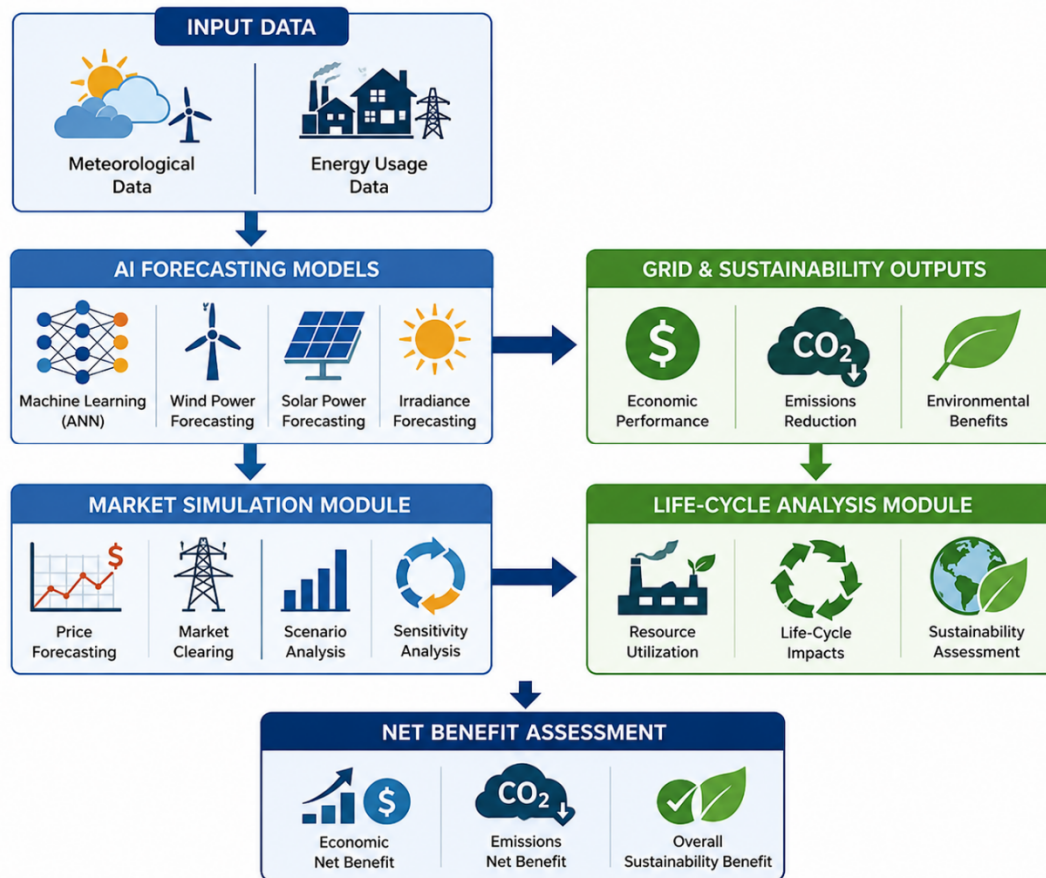 INPUT DATA
Meteorological
Data
Energy Usage
Data
AI FORECASTING MODELS
Machine Learning
(ANN)
Wind Power
Forecasting
Solar Power
Forecasting
Irradiance
Forecasting
GRID & SUSTAINABILITY OUTPUTS
$
Economic
Performance
CO₂
Emissions
Reduction
Environmental
Benefits
MARKET SIMULATION MODULE
$
Price
Forecasting
Market
Clearing
Scenario
Analysis
Sensitivity
Analysis
LIFE-CYCLE ANALYSIS MODULE
Resource
Utilization
Life-Cycle
Impacts
Sustainability
Assessment
NET BENEFIT ASSESSMENT
$
Economic
Net Benefit
CO₂
Emissions
Net Benefit
Overall
Sustainability Benefit